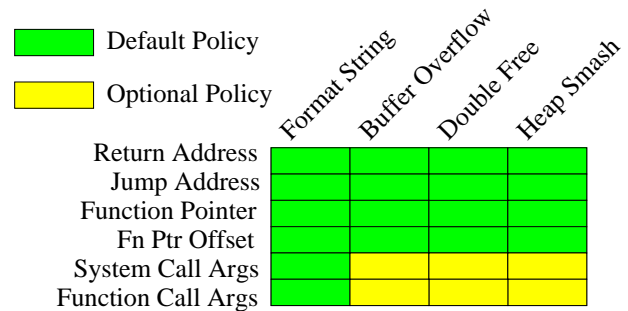 Default Policy
Optional Policy
Format String
Buffer Overflow
Double Free
Heap Smash
Return Address
Jump Address
Function Pointer
Fn Ptr Offset
System Call Args
Function Call Args